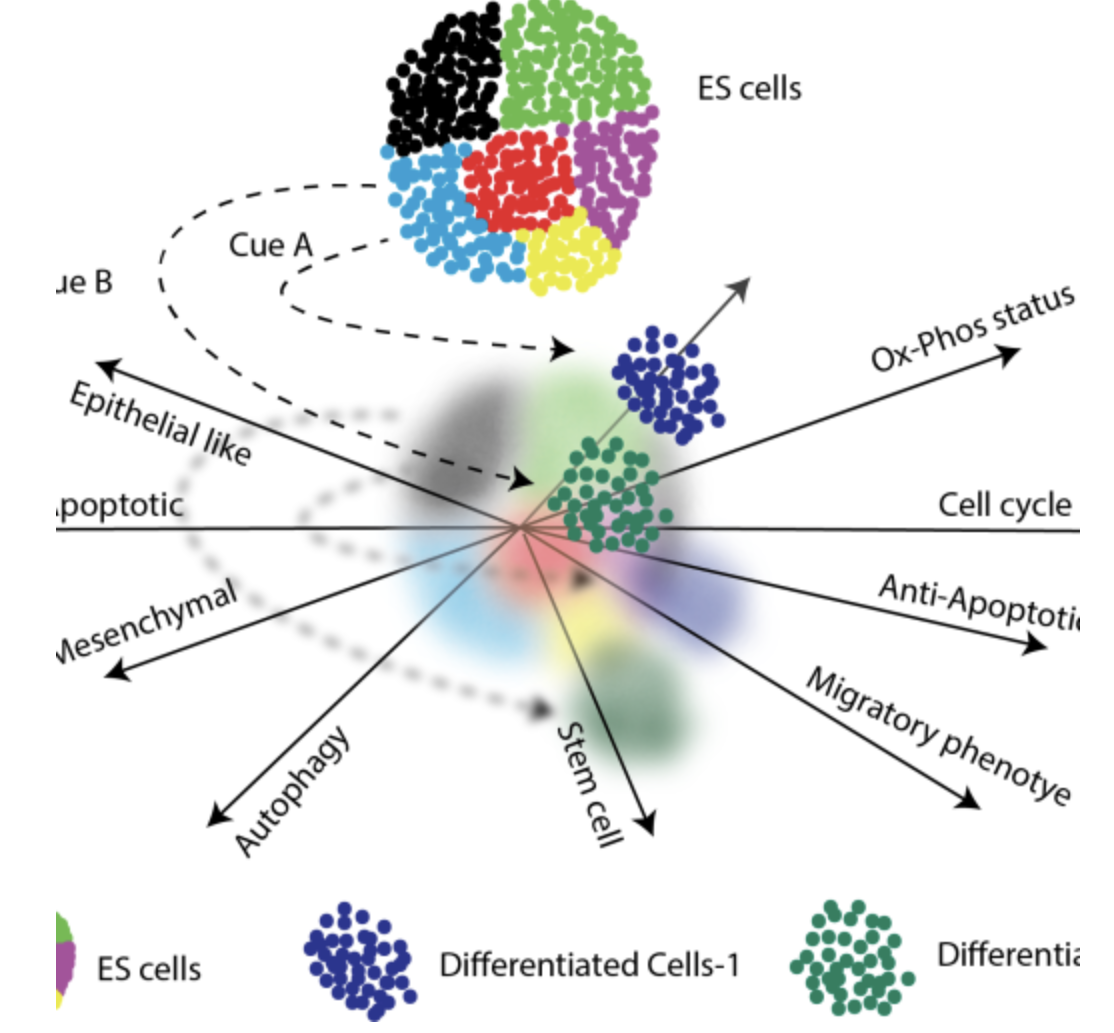 ES cells
Cue A
ue B
Ox-Phos status
Epithelial like
poptotic
Cell cycle
Anti-Apoptotic
Mesenchymal
Migratory phenotye
Stem cell
Autophagy
ES cells
Differentiated Cells-1
Differentia